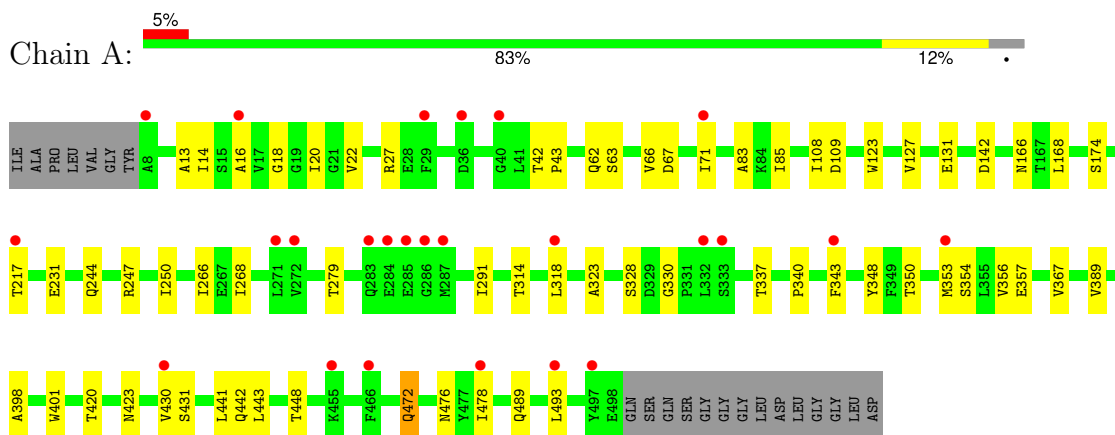 5%
Chain A:
83% 12% •
ILE ALA PRO LEU VAL GLY TYR A8 A13 I14 S15 A16 V17 G18 G19 I20 G21 V22 R27 E28 F29 D36 G40 L41 T42 P43 Q62 S63 V66 D67 I71 A83 K84 I85 I108 D109 W123 V127 E131 D142 N166 T167 L168 S174
T217 E231 Q244 R247 I250 I266 E267 I268 L271 V272 T279 Q283 E284 E285 G286 M287 I291 T314 L318 A323 S328 D329 G330 P331 L332 S333 T337 P340 F343 Y348 F349 T350 M353 S354 L355 V356 E357 V367 V389
A398 W401 T420 N423 V430 S431 L441 Q442 L443 T448 K455 F466 Q472 N476 Y477 I478 Q489 L493 Y497 E498 GLN SER GLN SER GLY GLY GLY LEU ASP LEU GLY GLY LEU ASP